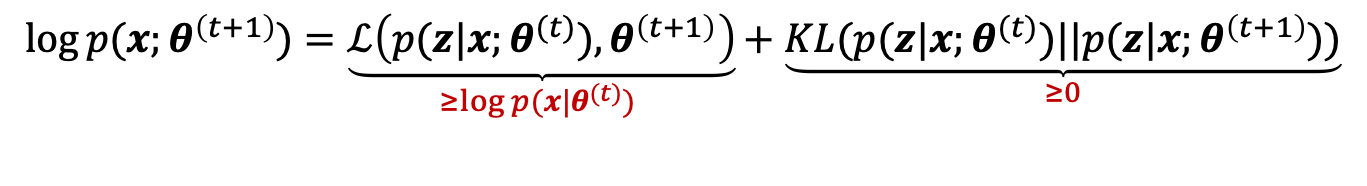 log p(x; θ^(t+1)) = ℒ(p(z|x; θ^(t)), θ^(t+1)) + KL(p(z|x; θ^(t))||p(z|x; θ^(t+1)))
≥log p(x|θ^(t)) ≥0